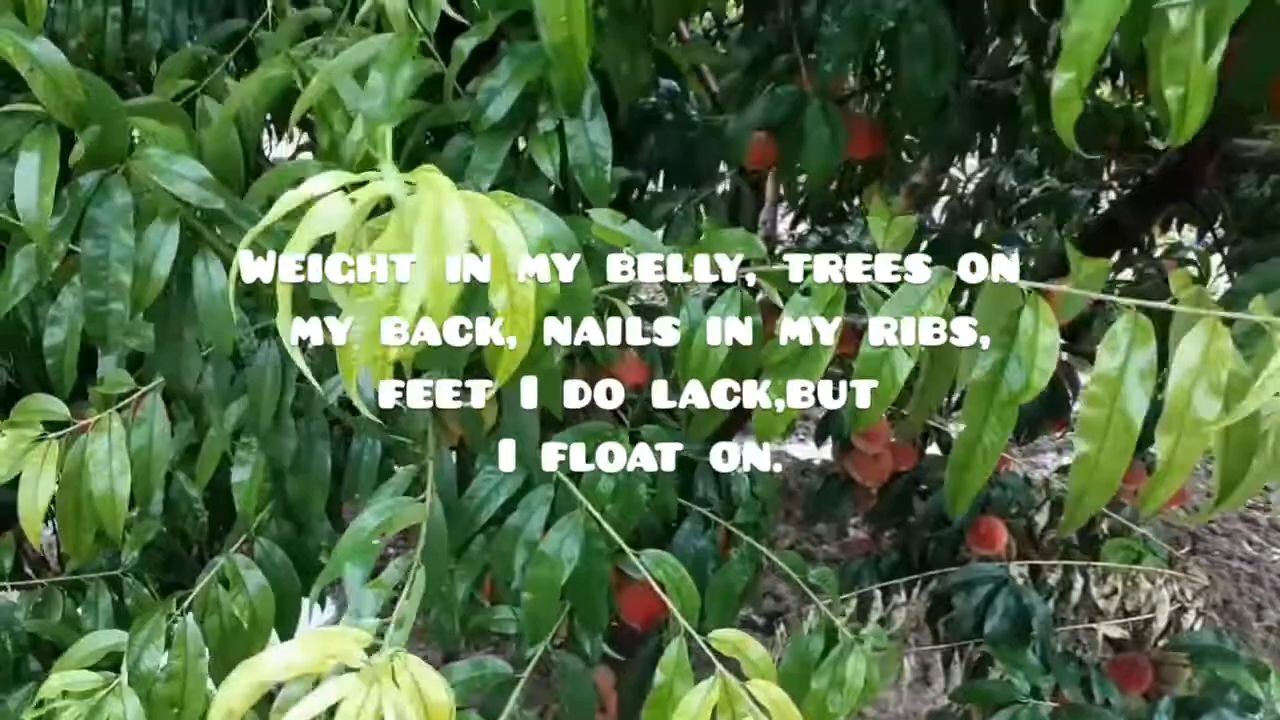 Weight in my belly, trees on
my back, nails in my ribs,
feet I do lack,but
I float on.